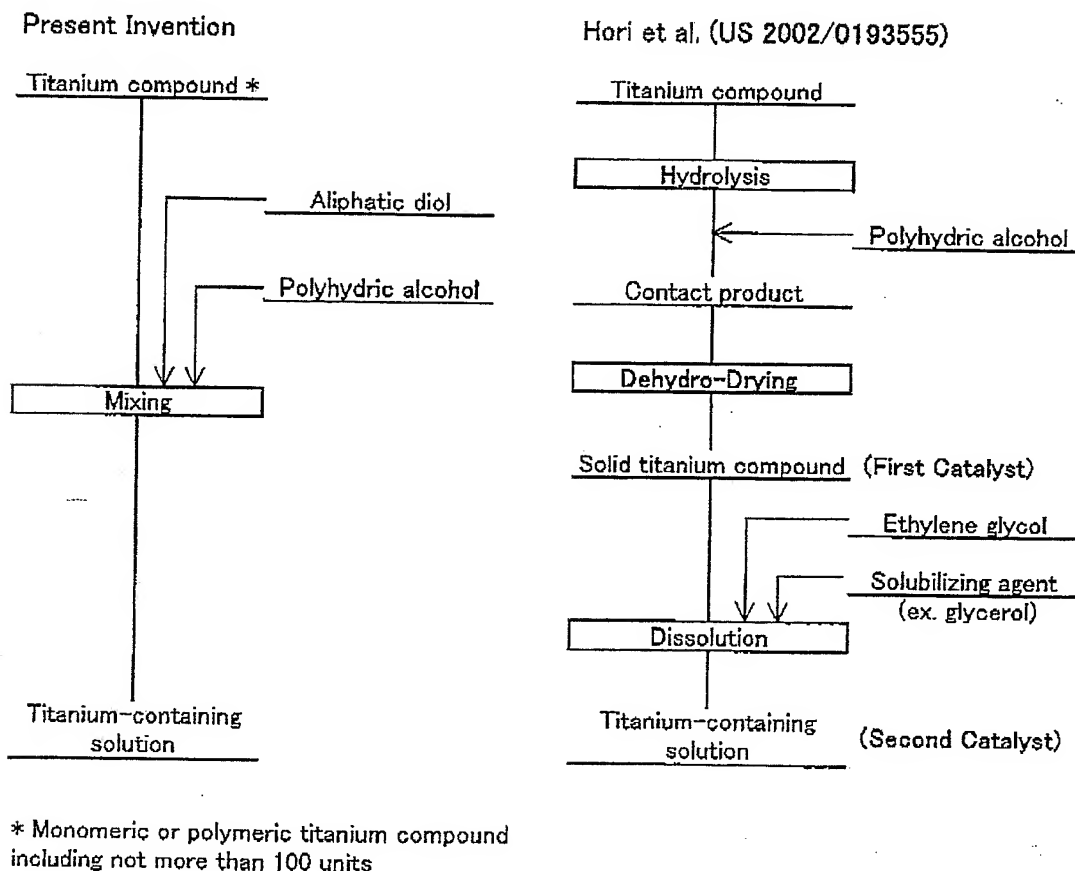 Present Invention
Titanium compound *
Aliphatic diol
Polyhydric alcohol
Mixing
Titanium-containing
solution
* Monomeric or polymeric titanium compound
including not more than 100 units
Hori et al. (US 2002/0193555)
Titanium compound
Hydrolysis
Polyhydric alcohol
Contact product
Dehydro-Drying
Solid titanium compound (First Catalyst)
Ethylene glycol
Solubilizing agent
(ex. glycerol)
Dissolution
Titanium-containing
solution
(Second Catalyst)